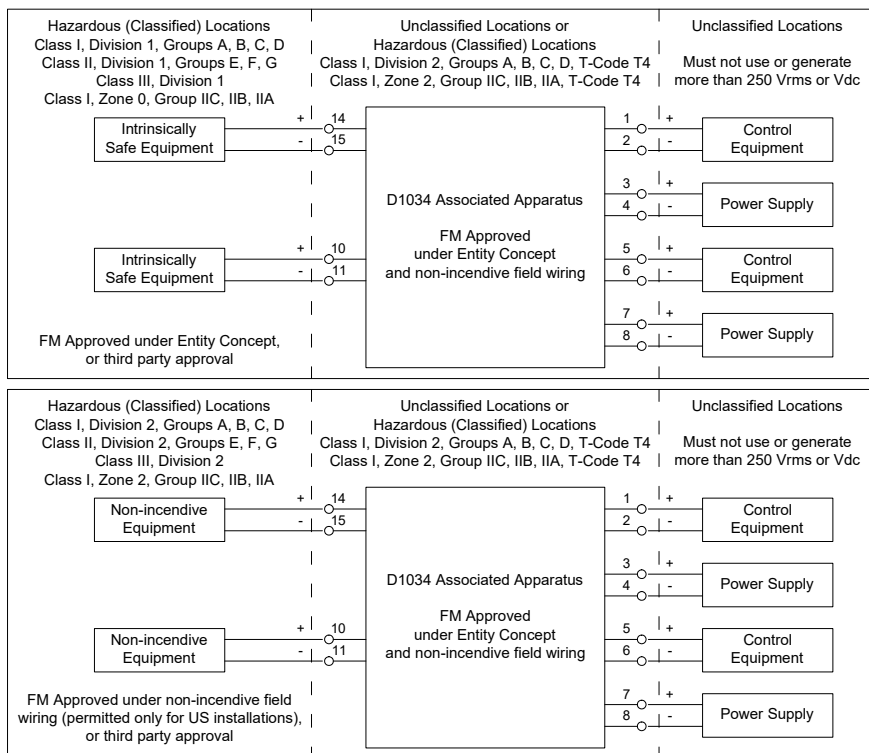 Hazardous (Classified) Locations
Class I, Division 1, Groups A, B, C, D
Class II, Division 1, Groups E, F, G
Class III, Division 1
Class I, Zone 0, Group IIC, IIB, IIA
Unclassified Locations or
Hazardous (Classified) Locations
Class I, Division 2, Groups A, B, C, D, T-Code T4
Class I, Zone 2, Group IIC, IIB, IIA, T-Code T4
Unclassified Locations
Must not use or generate
more than 250 Vrms or Vdc
Intrinsically
Safe Equipment
+ 14
- 15
Intrinsically
Safe Equipment
+ 10
- 11
FM Approved under Entity Concept,
or third party approval
D1034 Associated Apparatus
FM Approved
under Entity Concept
and non-incendive field wiring
1 +
2 -
Control
Equipment
3 +
4 -
Power Supply
5 +
6 -
Control
Equipment
7 +
8 -
Power Supply
Hazardous (Classified) Locations
Class I, Division 2, Groups A, B, C, D
Class II, Division 2, Groups E, F, G
Class III, Division 2
Class I, Zone 2, Group IIC, IIB, IIA
Unclassified Locations or
Hazardous (Classified) Locations
Class I, Division 2, Groups A, B, C, D, T-Code T4
Class I, Zone 2, Group IIC, IIB, IIA, T-Code T4
Unclassified Locations
Must not use or generate
more than 250 Vrms or Vdc
Non-incendive
Equipment
+ 14
- 15
Non-incendive
Equipment
+ 10
- 11
FM Approved under non-incendive field
wiring (permitted only for US installations),
or third party approval
D1034 Associated Apparatus
FM Approved
under Entity Concept
and non-incendive field wiring
1 +
2 -
Control
Equipment
3 +
4 -
Power Supply
5 +
6 -
Control
Equipment
7 +
8 -
Power Supply